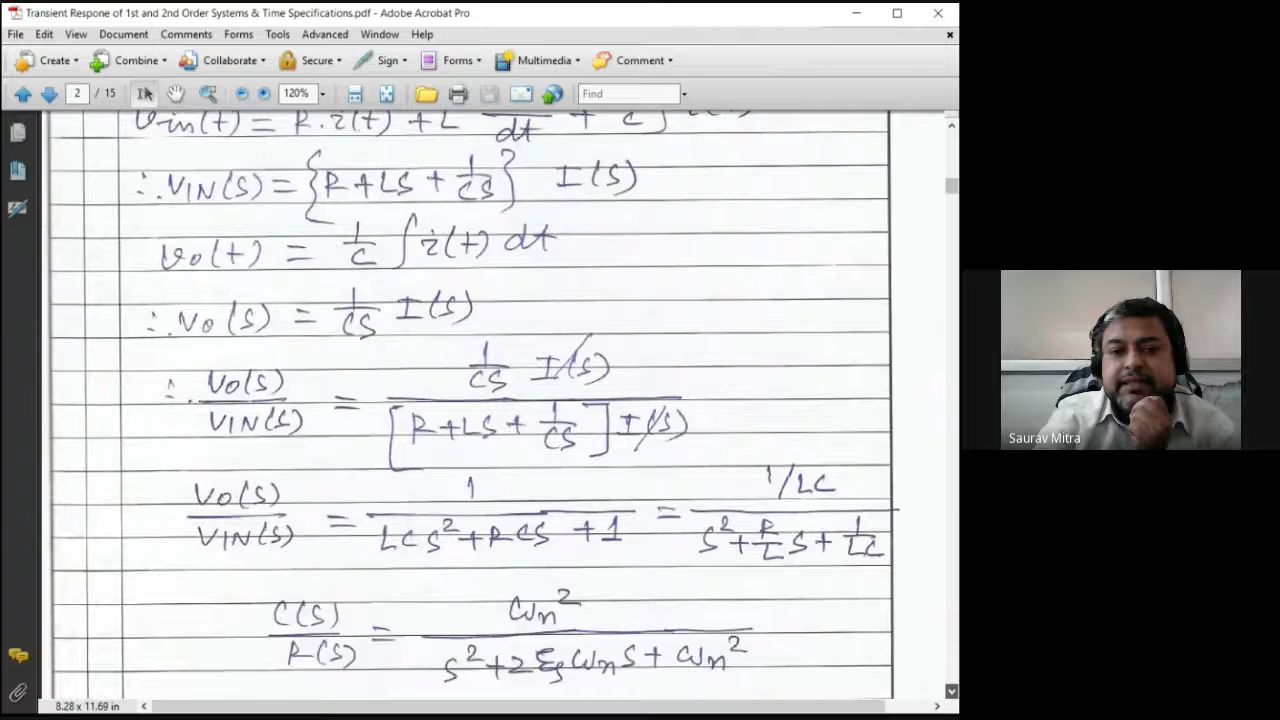 Transient Respone of 1st and 2nd Order Systems & Time Specifications.pdf - Adobe Acrobat Pro
File Edit View Document Comments Forms Tools Advanced Window Help
Create Combine Collaborate Secure Sign Forms Multimedia Comment
2 / 15 120% Find
Vin(t) = R.i(t) + L /dt + 1/C ∫
∴ VIN(S) = {R + LS + 1/CS} I(S)
vo(t) = 1/C ∫ i(t) dt
∴ Vo(S) = 1/CS I(S)
∴ Vo(S)/VIN(S) = 1/CS I(S) / [R + LS + 1/CS] I(S)
Vo(S)/VIN(S) = 1/(LCS² + RCS + 1) = (1/LC)/(S² + R/L S + 1/LC)
C(S)/R(S) = ωn²/(S² + 2ξωnS + ωn²)
8.28 x 11.69 in
Saurav Mitra